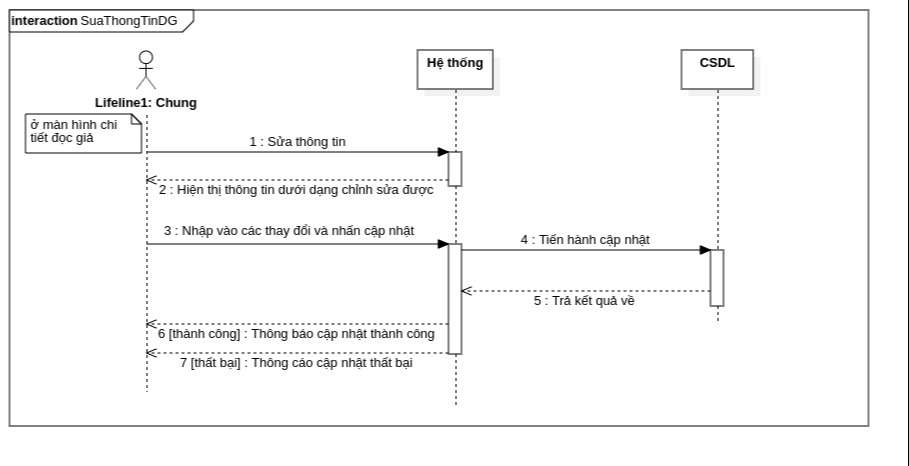 interaction SuaThongTinDG
Hệ thống
CSDL
Lifeline1: Chung
ở màn hình chi
tiết đọc giả
1 : Sửa thông tin
2 : Hiện thị thông tin dưới dạng chỉnh sửa được
3 : Nhập vào các thay đổi và nhấn cập nhật
4 : Tiến hành cập nhật
5 : Trả kết quả về
6 [thành công] : Thông báo cập nhật thành công
7 [thất bại] : Thông cáo cập nhật thất bại